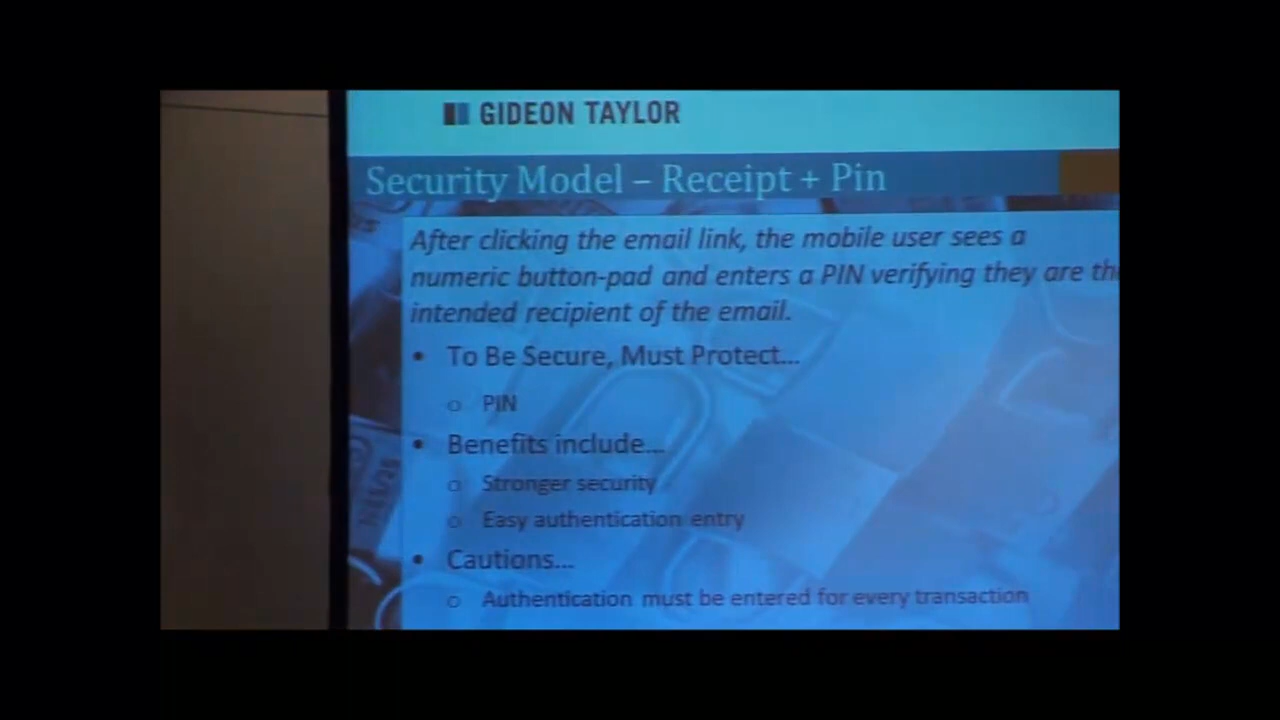 GIDEON TAYLOR
Security Model – Receipt + Pin
After clicking the email link, the mobile user sees a
numeric button-pad and enters a PIN verifying they are the
intended recipient of the email.
• To Be Secure, Must Protect...
o PIN
• Benefits include...
o Stronger security
o Easy authentication entry
• Cautions...
o Authentication must be entered for every transaction